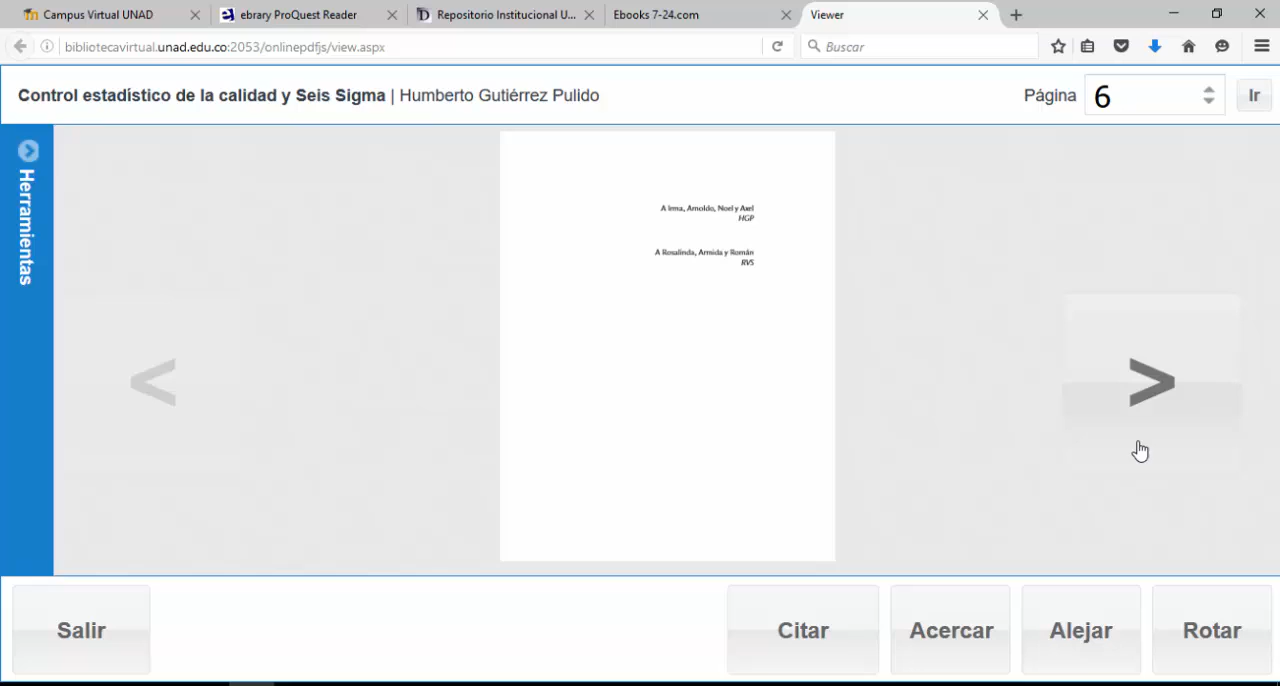 Campus Virtual UNAD
ebrary ProQuest Reader
Repositorio Institucional U...
Ebooks 7-24.com
Viewer
bibliotecavirtual.unad.edu.co:2053/onlinepdfjs/view.aspx
Buscar
Control estadístico de la calidad y Seis Sigma | Humberto Gutiérrez Pulido
Página 6 Ir
Herramientas
A Irma, Arnoldo, Noel y Axel
HGP
A Rosalinda, Armida y Román
RVS
< >
Salir Citar Acercar Alejar Rotar